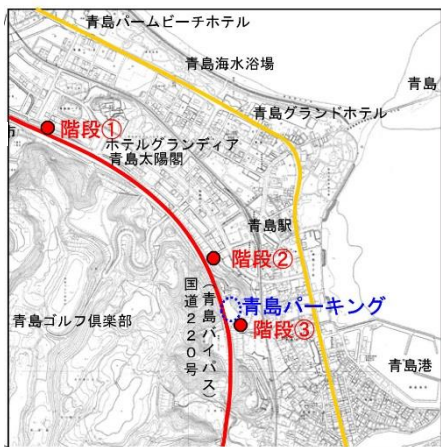 青島パームビーチホテル
青島海水浴場
青島
青島グランドホテル
階段①
市
ホテルグランディア
青島太陽閣
青島駅
階段②
国道220号
(青島バイパス)
青島パーキング
階段③
青島ゴルフ倶楽部
青島港